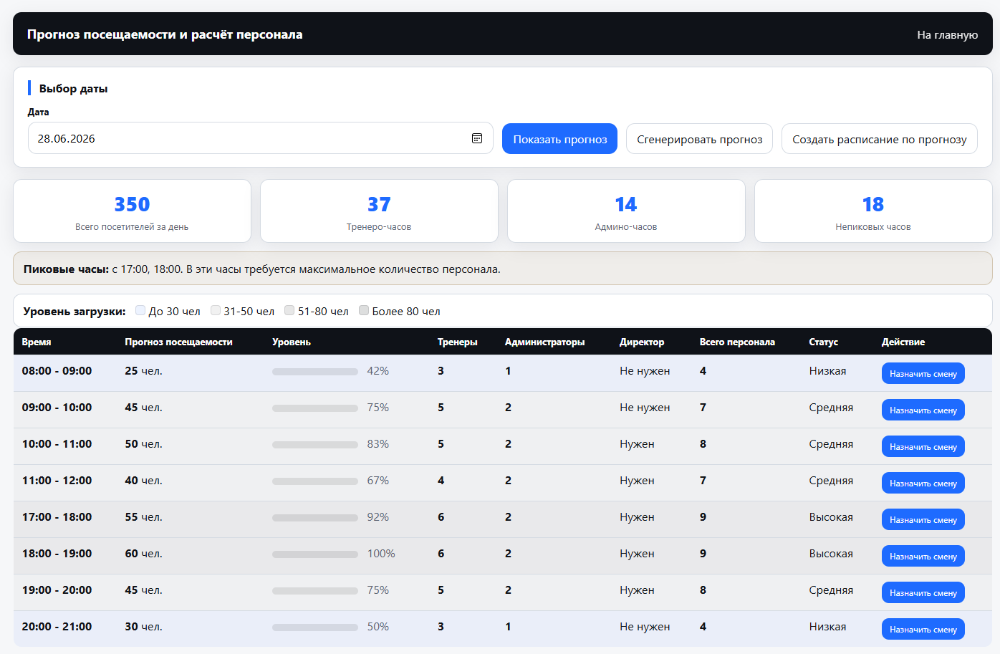 Прогноз посещаемости и расчёт персонала На главную
Выбор даты
Дата
28.06.2026 Показать прогноз Сгенерировать прогноз Создать расписание по прогнозу
350 37 14 18
Всего посетителей за день Тренеро-часов Админо-часов Непиковых часов
Пиковые часы: с 17:00, 18:00. В эти часы требуется максимальное количество персонала.
Уровень загрузки: До 30 чел 31-50 чел 51-80 чел Более 80 чел
Время Прогноз посещаемости Уровень Тренеры Администраторы Директор Всего персонала Статус Действие
08:00 - 09:00 25 чел. 42% 3 1 Не нужен 4 Низкая Назначить смену
09:00 - 10:00 45 чел. 75% 5 2 Не нужен 7 Средняя Назначить смену
10:00 - 11:00 50 чел. 83% 5 2 Нужен 8 Средняя Назначить смену
11:00 - 12:00 40 чел. 67% 4 2 Нужен 7 Средняя Назначить смену
17:00 - 18:00 55 чел. 92% 6 2 Нужен 9 Высокая Назначить смену
18:00 - 19:00 60 чел. 100% 6 2 Нужен 9 Высокая Назначить смену
19:00 - 20:00 45 чел. 75% 5 2 Нужен 8 Средняя Назначить смену
20:00 - 21:00 30 чел. 50% 3 1 Не нужен 4 Низкая Назначить смену